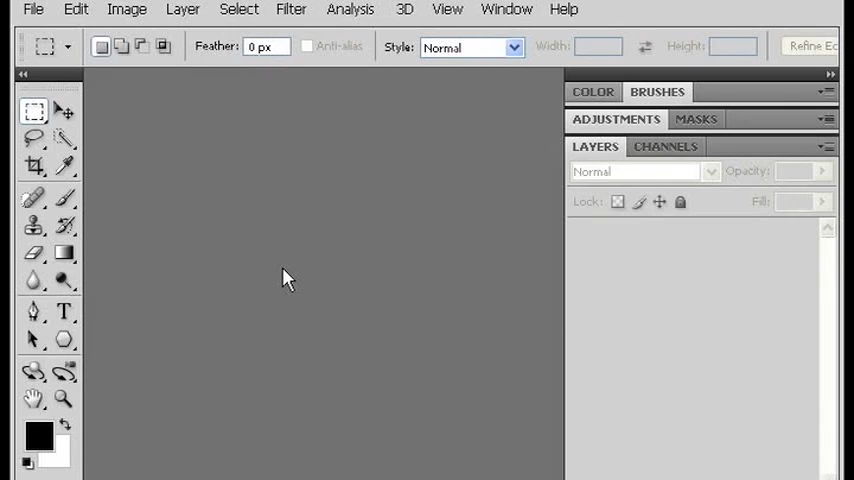 File Edit Image Layer Select Filter Analysis 3D View Window Help
Feather: 0 px Anti-alias Style: Normal Width: Height: Refine
COLOR BRUSHES
ADJUSTMENTS MASKS
LAYERS CHANNELS
Normal Opacity:
Lock: Fill:
T